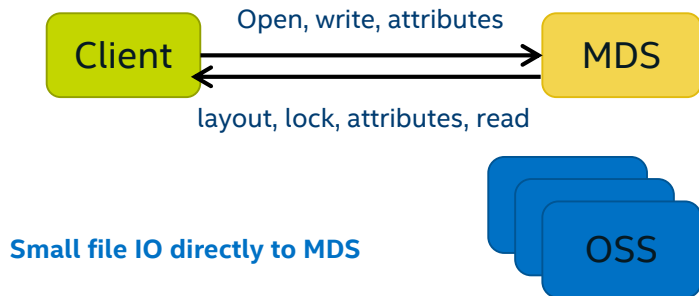 Open, write, attributes
Client
MDS
layout, lock, attributes, read
Small file IO directly to MDS
OSS